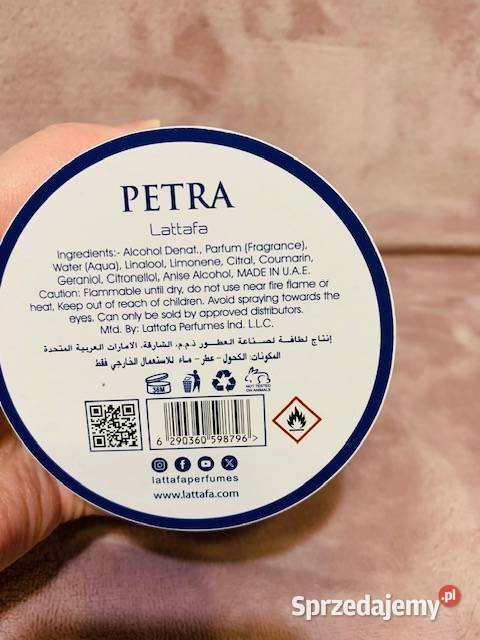 PETRA
Lattafa
Ingredients:- Alcohol Denat., Parfum (Fragrance),
Water (Aqua), Linalool, Limonene, Citral, Coumarin,
Geraniol, Citronellol, Anise Alcohol, MADE IN U.A.E.
Caution: Flammable until dry, do not use near fire flame or
heat, Keep out of reach of children. Avoid spraying towards the
eyes. Can only be sold by approved distributors.
Mfd. By: Lattafa Perfumes Ind. L.L.C.
إنتاج لطافة لصناعة العطور ذ.م.م. الشارقة، الامارات العربية المتحدة
المكونات: الكحول- عطر- ماء للاستعمال الخارجي فقط
36M
NOT TESTED
ON ANIMALS
6 290360 598796 >
lattafaperfumes
www.lattafa.com
Sprzedajemy.pl